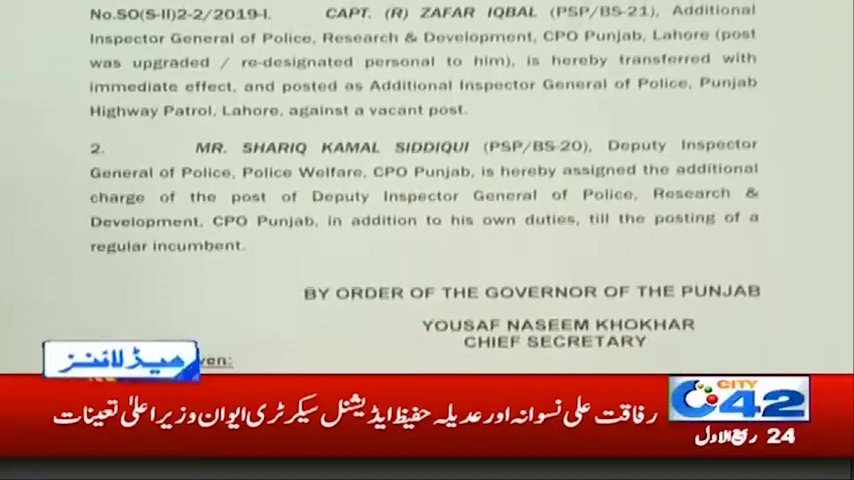 No.SO(S-II)2-2/2019-I. CAPT. (R) ZAFAR IQBAL (PSP/BS-21), Additional
Inspector General of Police, Research & Development, CPO Punjab, Lahore (post
was upgraded / re-designated personal to him), is hereby transferred with
immediate effect, and posted as Additional Inspector General of Police, Punjab
Highway Patrol, Lahore, against a vacant post.
2. MR. SHARIQ KAMAL SIDDIQUI (PSP/BS-20), Deputy Inspector
General of Police, Police Welfare, CPO Punjab, is hereby assigned the additional
charge of the post of Deputy Inspector General of Police, Research &
Development, CPO Punjab, in addition to his own duties, till the posting of a
regular incumbent.
BY ORDER OF THE GOVERNOR OF THE PUNJAB
YOUSAF NASEEM KHOKHAR
CHIEF SECRETARY
ہیڈلائنز
رفاقت علی نسوانہ اور عدیلہ حفیظ ایڈیشنل سیکرٹری ایوان وزیراعلیٰ تعینات
CITY
42
24 ربیع الاول